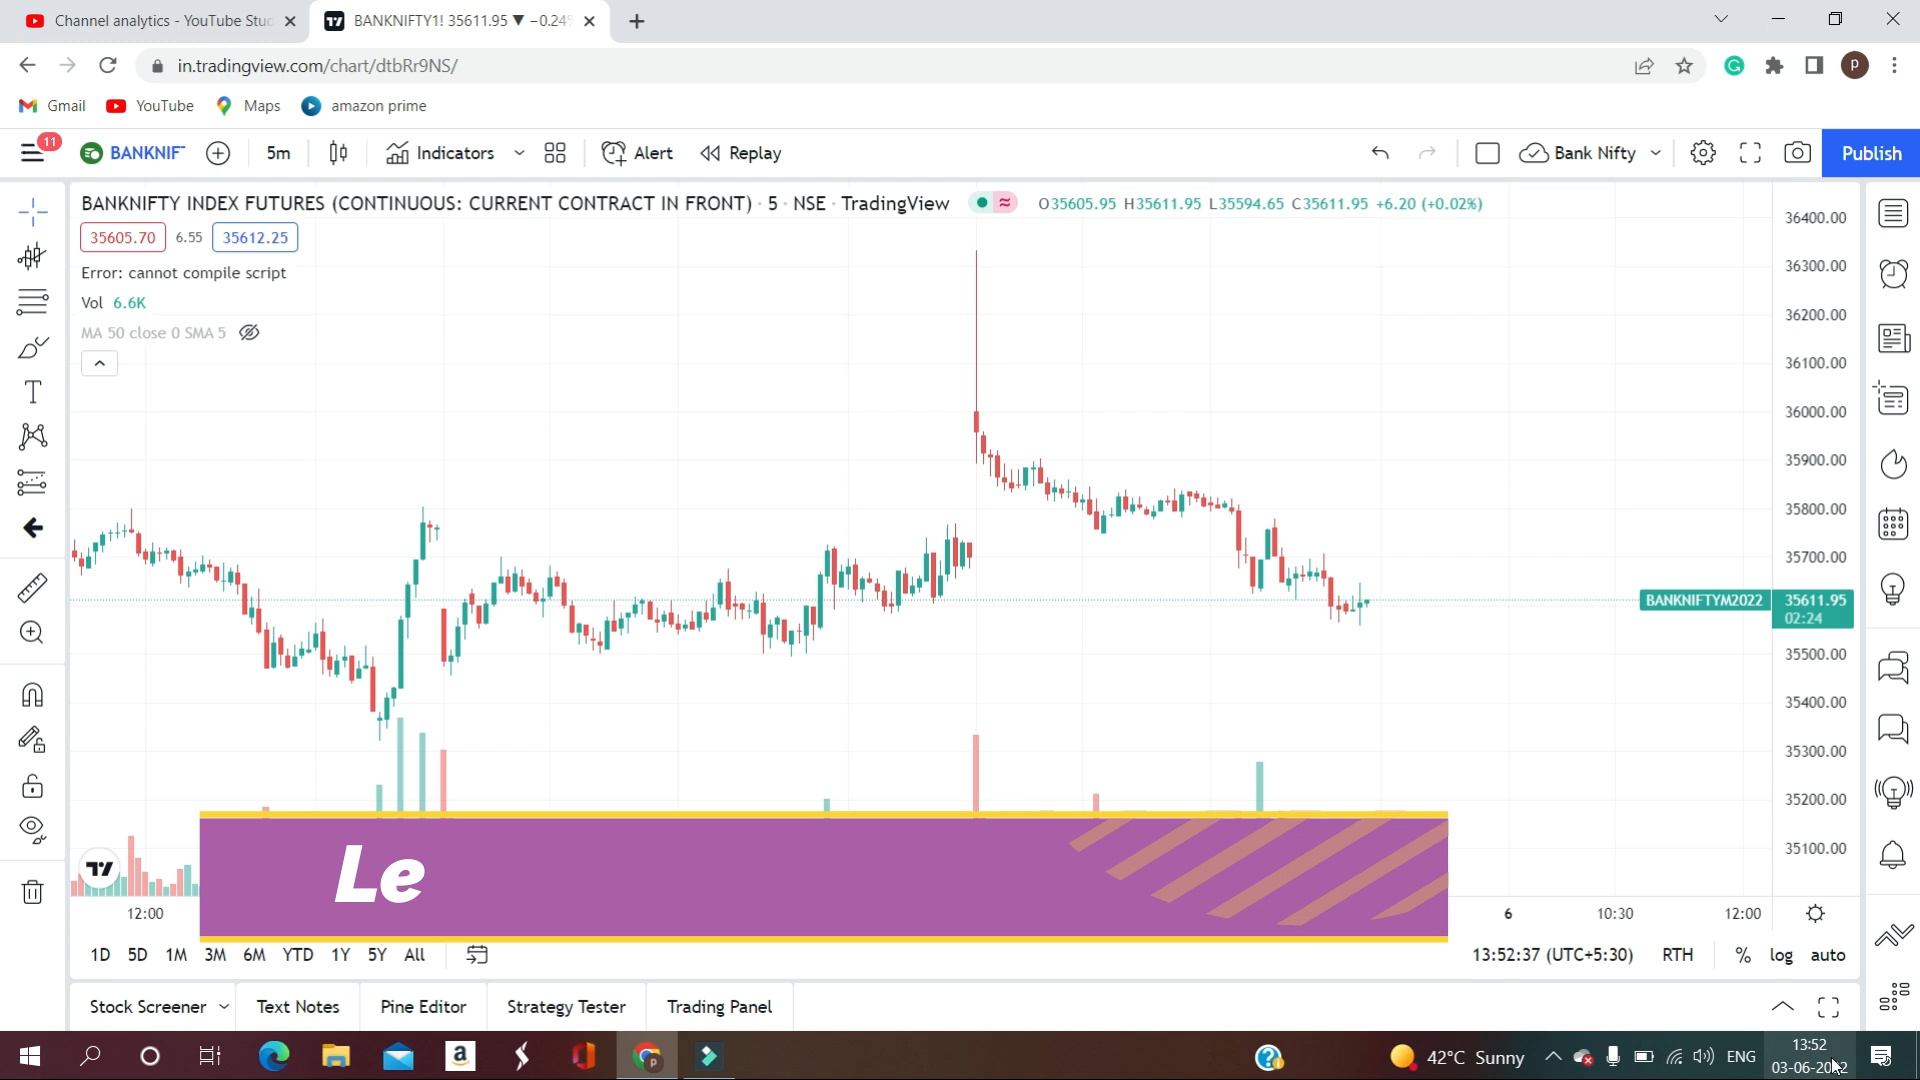 Channel analytics - YouTube Stud
BANKNIFTY1! 35611.95 ▼ −0.24%
in.tradingview.com/chart/dtbRr9NS/
P
Gmail
YouTube
Maps
amazon prime
11
BANKNIF
5m
Indicators
Alert
Replay
Bank Nifty
Publish
BANKNIFTY INDEX FUTURES (CONTINUOUS: CURRENT CONTRACT IN FRONT) · 5 · NSE · TradingView
O35605.95 H35611.95 L35594.65 C35611.95 +6.20 (+0.02%)
35605.70 6.55 35612.25
Error: cannot compile script
Vol 6.6K
MA 50 close 0 SMA 5
36400.00
36300.00
36200.00
36100.00
36000.00
35900.00
35800.00
35700.00
BANKNIFTYM2022 35611.95
02:24
35500.00
35400.00
35300.00
35200.00
35100.00
Le
12:00
6
10:30
12:00
1D 5D 1M 3M 6M YTD 1Y 5Y All
13:52:37 (UTC+5:30) RTH % log auto
Stock Screener
Text Notes
Pine Editor
Strategy Tester
Trading Panel
42°C Sunny
ENG
13:52